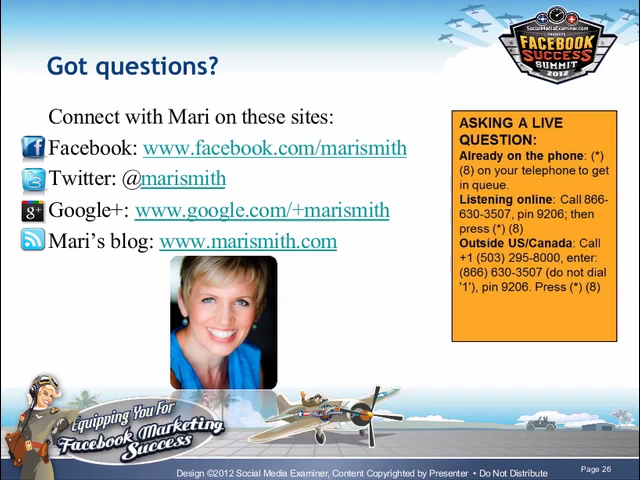 SocialMediaExaminer.com
PRESENTS
FACEBOOK
SUCCESS
SUMMIT
2012
Got questions?
Connect with Mari on these sites:
Facebook: www.facebook.com/marismith
Twitter: @marismith
Google+: www.google.com/+marismith
Mari's blog: www.marismith.com
ASKING A LIVE
QUESTION:
Already on the phone: (*)
(8) on your telephone to get
in queue.
Listening online: Call 866-
630-3507, pin 9206; then
press (*) (8)
Outside US/Canada: Call
+1 (503) 295-8000, enter:
(866) 630-3507 (do not dial
'1'), pin 9206. Press (*) (8)
Equipping You For
Facebook Marketing
Success
Design ©2012 Social Media Examiner, Content Copyrighted by Presenter • Do Not Distribute
Page 26